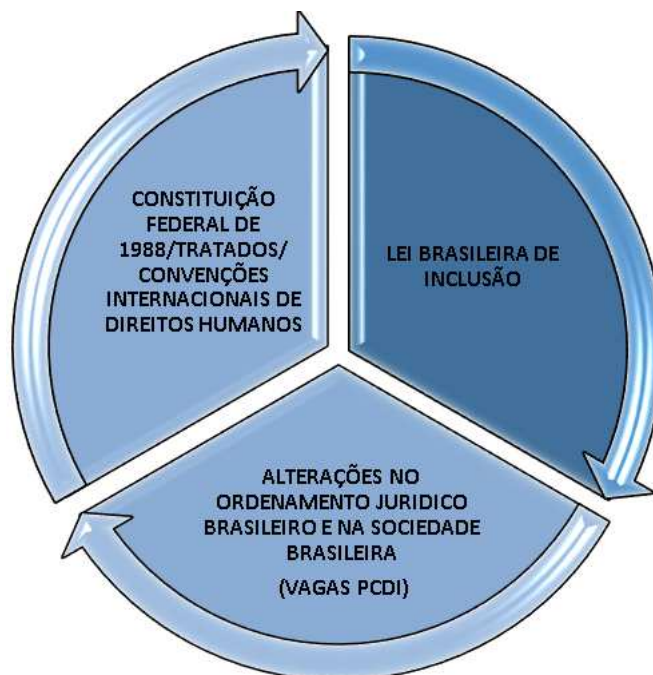 CONSTITUIÇÃO
FEDERAL DE
1988/TRATADOS/
CONVENÇÕES
INTERNACIONAIS DE
DIREITOS HUMANOS
LEI BRASILEIRA DE
INCLUSÃO
ALTERAÇÕES NO
ORDENAMENTO JURIDICO
BRASILEIRO E NA SOCIEDADE
BRASILEIRA
(VAGAS PCDI)